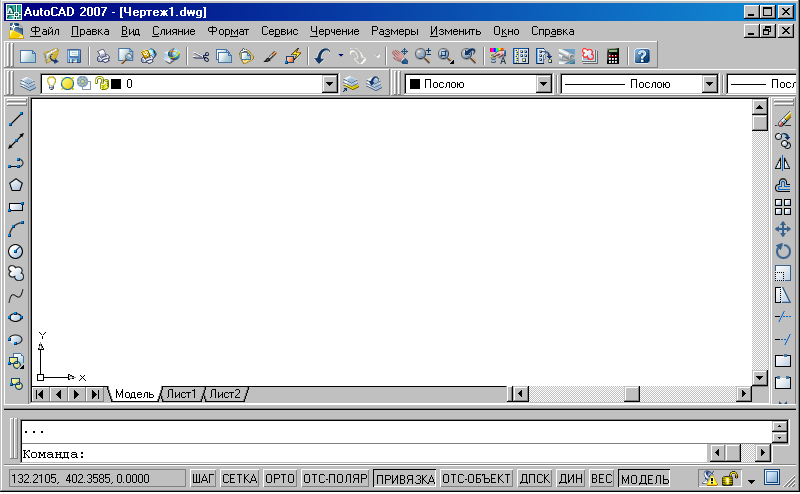 AutoCAD 2007 - [Чертеж1.dwg]
Файл Правка Вид Слияние Формат Сервис Черчение Размеры Изменить Окно Справка
0 Послою Послою Посл
Y
X
Модель Лист1 Лист2
...
Команда:
132.2105, 402.3585, 0.0000 ШАГ СЕТКА ОРТО ОТС-ПОЛЯР ПРИВЯЗКА ОТС-ОБЪЕКТ ДПСК ДИН ВЕС МОДЕЛЬ